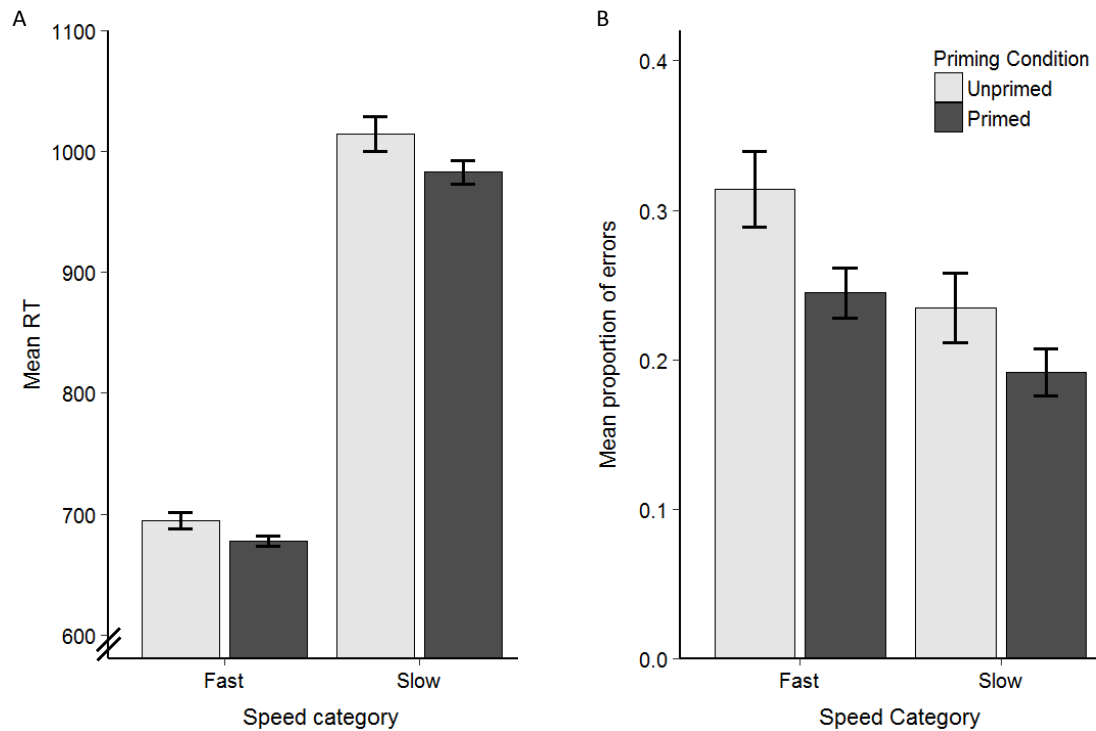 A
1100
1000
900
800
700
600
Mean RT
Fast Slow
Speed category
B
Priming Condition
Unprimed
Primed
0.4
0.3
0.2
0.1
0.0
Mean proportion of errors
Fast Slow
Speed Category